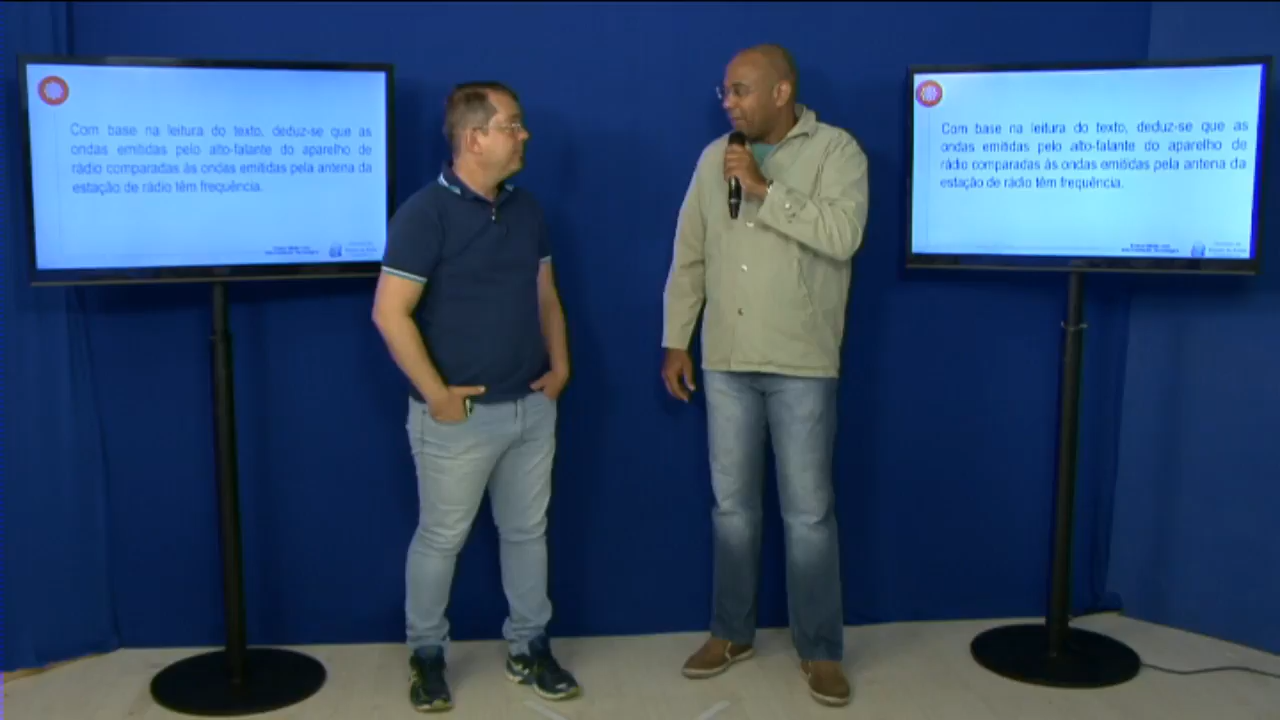 Com base na leitura do texto, deduz-se que as
ondas emitidas pelo alto-falante do aparelho de
rádio comparadas às ondas emitidas pela antena da
estação de rádio têm frequência.
Com base na leitura do texto, deduz-se que as
ondas emitidas pelo alto-falante do aparelho de
rádio comparadas às ondas emitidas pela antena da
estação de rádio têm frequência.